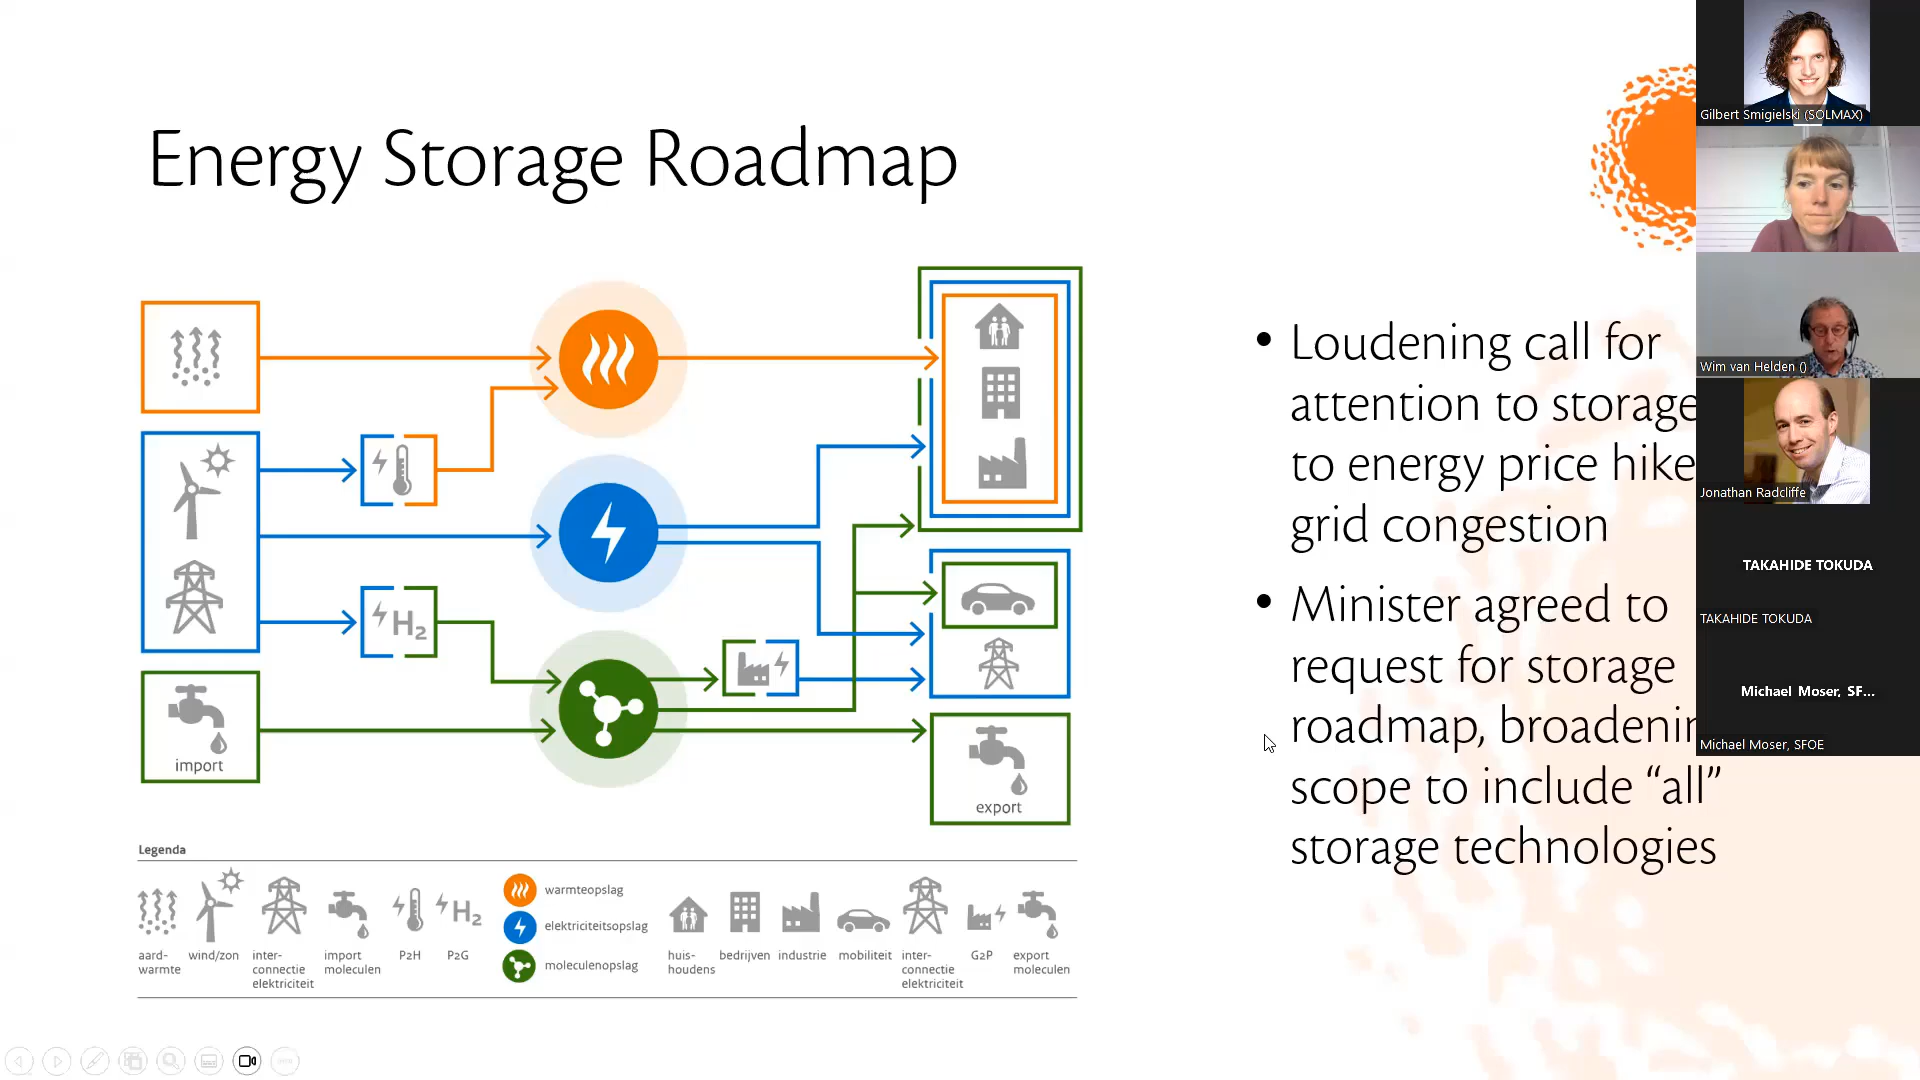 Energy Storage Roadmap
H2
import
export
• Loudening call for
attention to storage
to energy price hike
grid congestion
• Minister agreed to
request for storage
roadmap, broadenin
scope to include “all”
storage technologies
Legenda
H2
aard-
warmte
wind/zon
inter-
connectie
elektriciteit
import
moleculen
P2H
P2G
warmteopslag
elektriciteitsopslag
moleculenopslag
huis-
houdens
bedrijven
industrie
mobiliteit
inter-
connectie
elektriciteit
G2P
export
moleculen
Gilbert Smigielski (SOLMAX)
Wim van Helden ()
Jonathan Radcliffe
TAKAHIDE TOKUDA
TAKAHIDE TOKUDA
Michael Moser, SF...
Michael Moser, SFOE